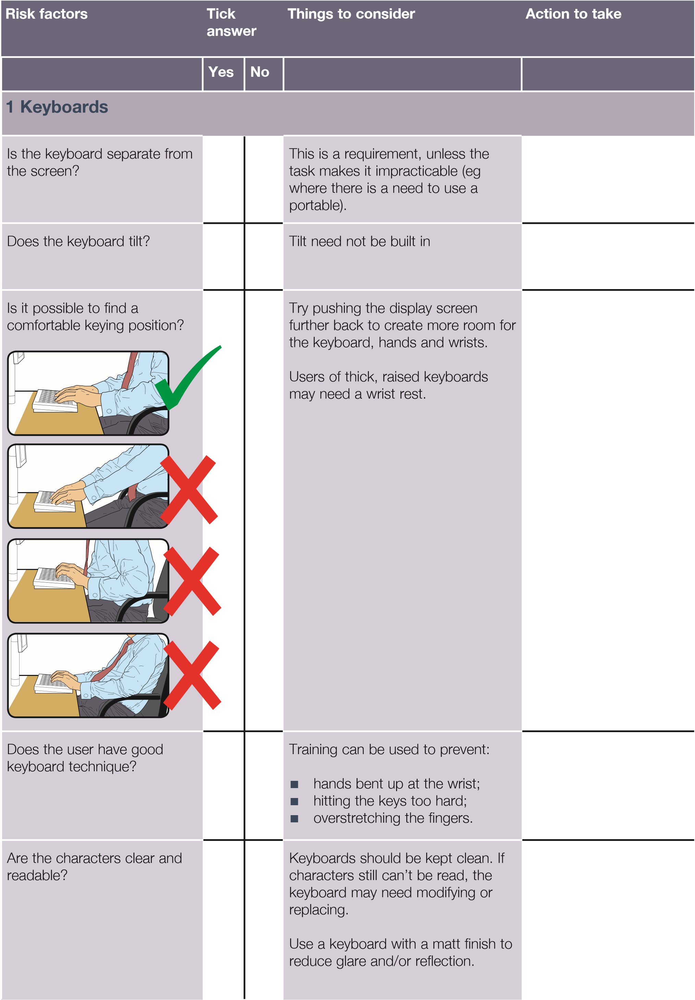 Risk factors
Tick
answer
Things to consider
Action to take
Yes
No
1 Keyboards
Is the keyboard separate from
the screen?
This is a requirement, unless the
task makes it impracticable (eg
where there is a need to use a
portable).
Does the keyboard tilt?
Tilt need not be built in
Is it possible to find a
comfortable keying position?
Try pushing the display screen
further back to create more room for
the keyboard, hands and wrists.
Users of thick, raised keyboards
may need a wrist rest.
Does the user have good
keyboard technique?
Training can be used to prevent:
■ hands bent up at the wrist;
■ hitting the keys too hard;
■ overstretching the fingers.
Are the characters clear and
readable?
Keyboards should be kept clean. If
characters still can’t be read, the
keyboard may need modifying or
replacing.
Use a keyboard with a matt finish to
reduce glare and/or reflection.